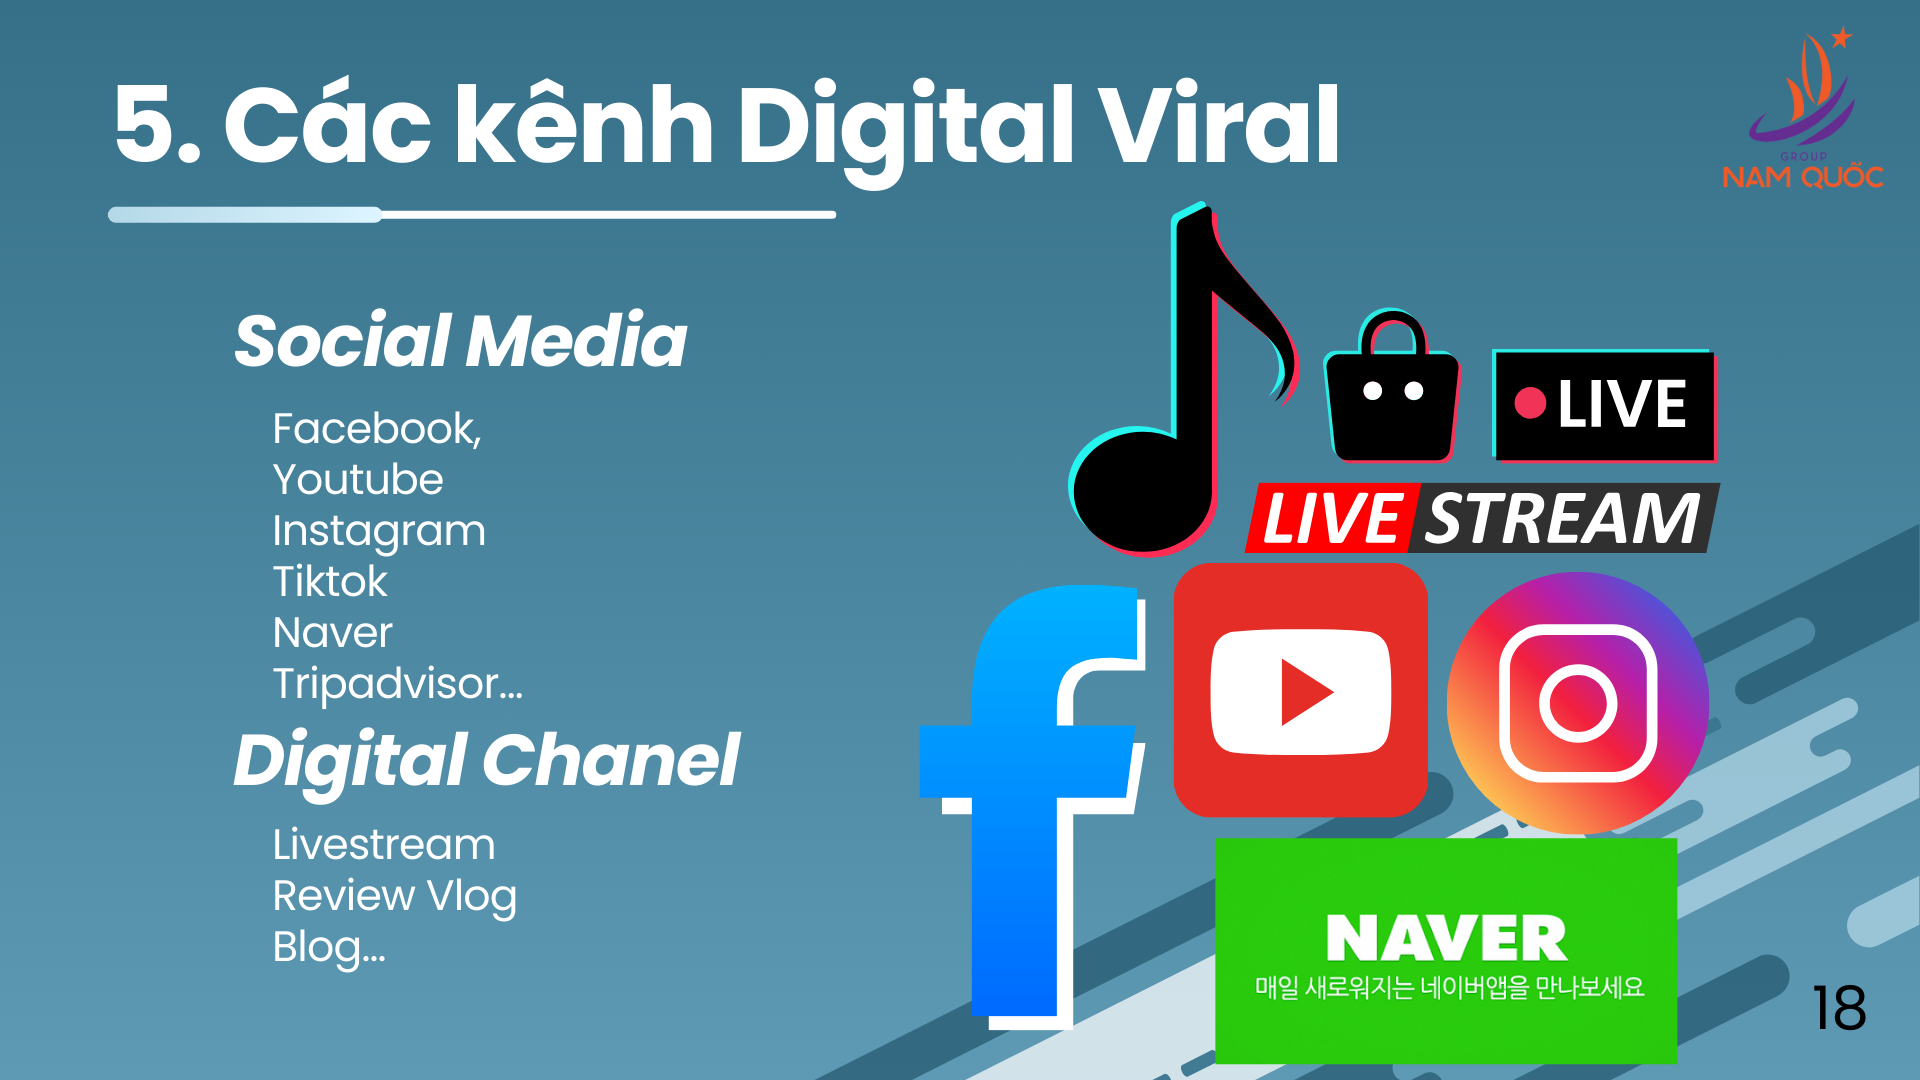 5. Các kênh Digital Viral
GROUP
NAM QUỐC
Social Media
Facebook,
Youtube
Instagram
Tiktok
Naver
Tripadvisor...
Digital Chanel
Livestream
Review Vlog
Blog...
LIVE
LIVE STREAM
NAVER
매일 새로워지는 네이버앱을 만나보세요
18